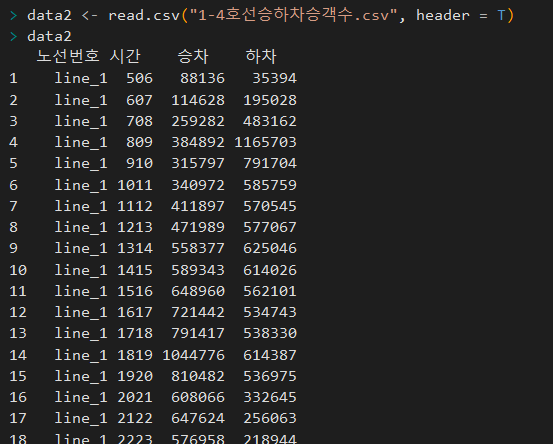 > data2 <- read.csv("1-4호선승하차승객수.csv", header = T)
> data2
노선번호 시간 승차 하차
1 line_1 506 88136 35394
2 line_1 607 114628 195028
3 line_1 708 259282 483162
4 line_1 809 384892 1165703
5 line_1 910 315797 791704
6 line_1 1011 340972 585759
7 line_1 1112 411897 570545
8 line_1 1213 471989 577067
9 line_1 1314 558377 625046
10 line_1 1415 589343 614026
11 line_1 1516 648960 562101
12 line_1 1617 721442 534743
13 line_1 1718 791417 538330
14 line_1 1819 1044776 614387
15 line_1 1920 810482 536975
16 line_1 2021 608066 332645
17 line_1 2122 647624 256063
18 line_1 2223 576958 218944